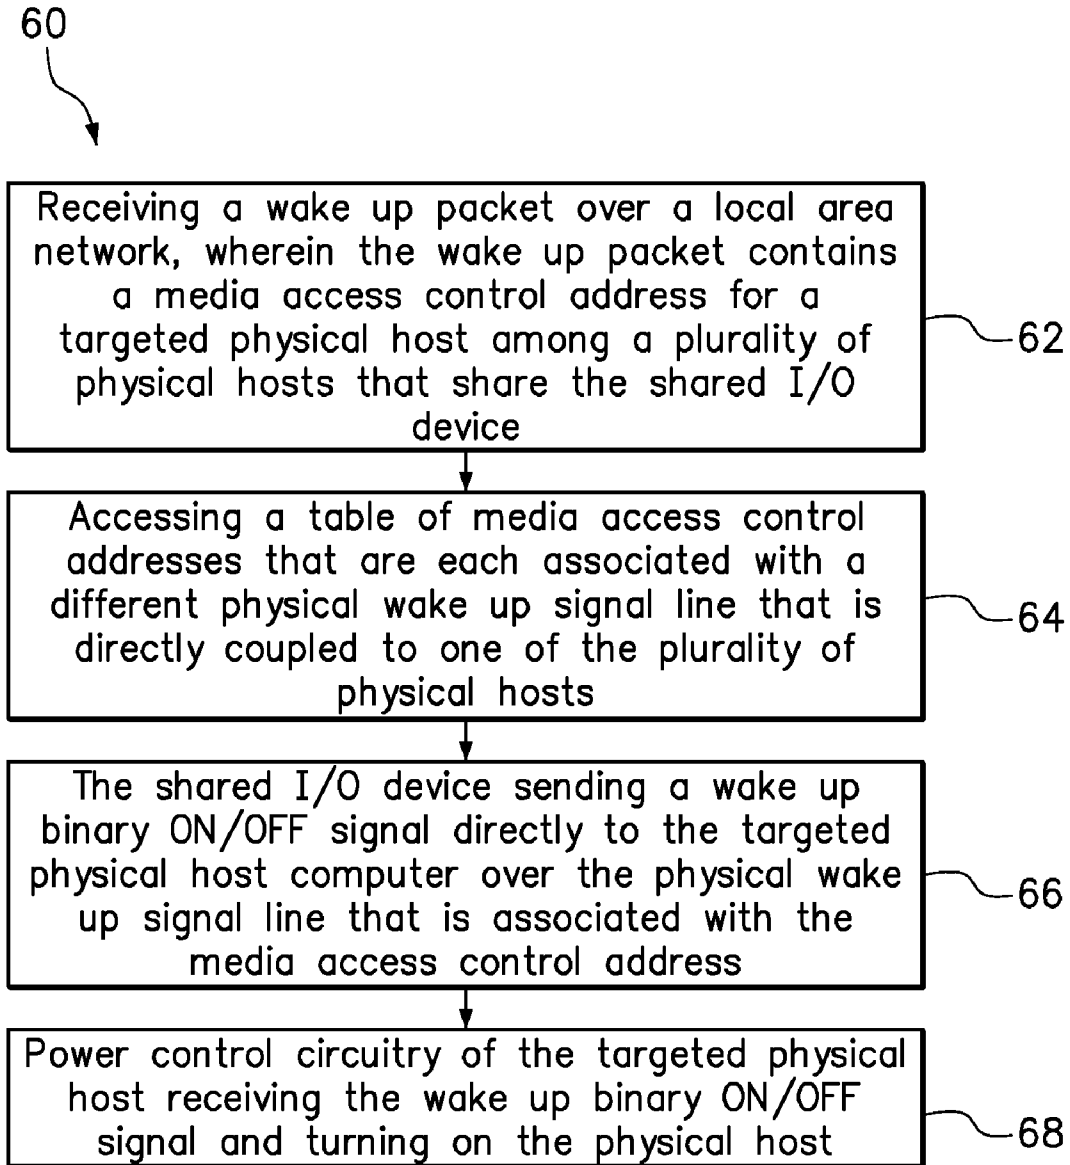 60
Receiving a wake up packet over a local area
network, wherein the wake up packet contains
a media access control address for a
targeted physical host among a plurality of
physical hosts that share the shared I/O
device
62
Accessing a table of media access control
addresses that are each associated with a
different physical wake up signal line that is
directly coupled to one of the plurality of
physical hosts
64
The shared I/O device sending a wake up
binary ON/OFF signal directly to the targeted
physical host computer over the physical wake
up signal line that is associated with the
media access control address
66
Power control circuitry of the targeted physical
host receiving the wake up binary ON/OFF
signal and turning on the physical host
68